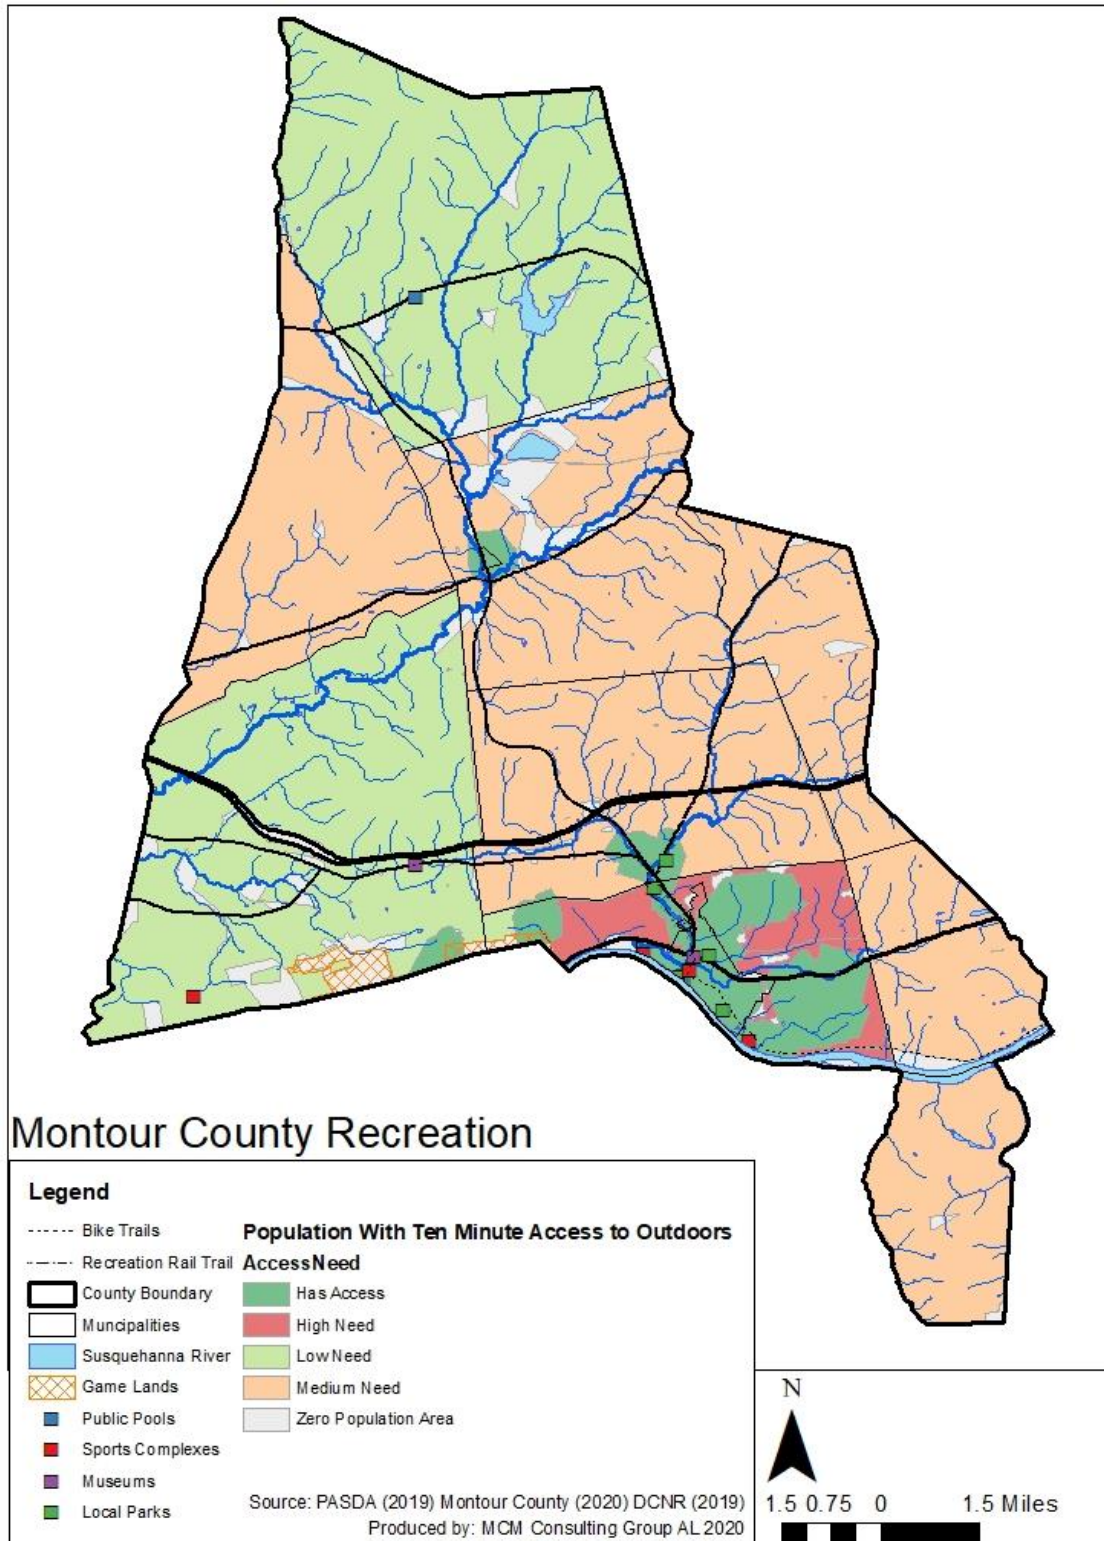 Montour County Recreation
Legend
Bike Trails
Recreation Rail Trail
County Boundary
Muncipalities
Susquehanna River
Game Lands
Public Pools
Sports Complexes
Museums
Local Parks
Population With Ten Minute Access to Outdoors
AccessNeed
Has Access
High Need
Low Need
Medium Need
Zero Population Area
Source: PASDA (2019) Montour County (2020) DCNR (2019)
Produced by: MCM Consulting Group AL 2020
N
1.5 0.75 0 1.5 Miles